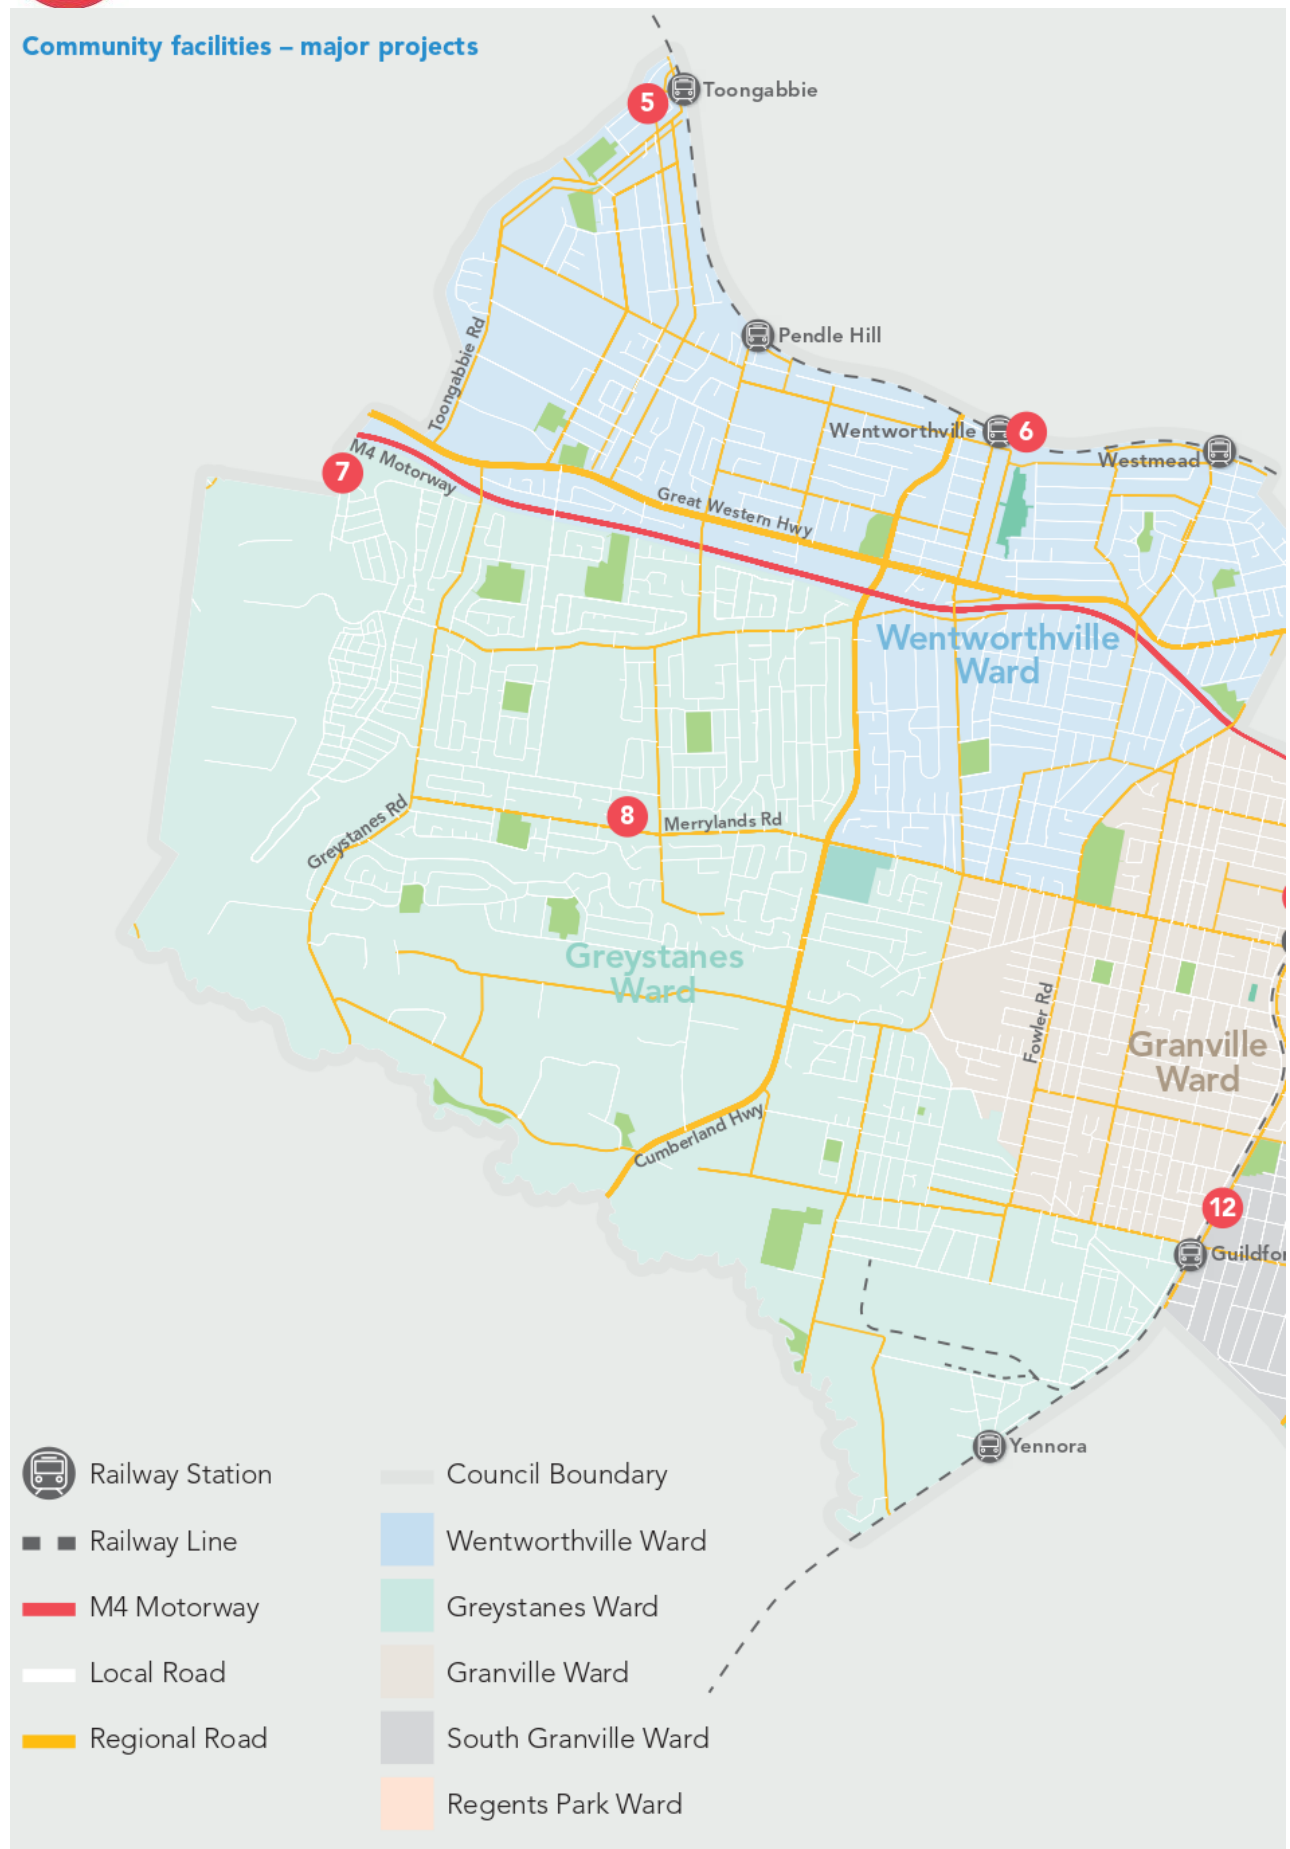 Community facilities – major projects
5
Toongabbie
Pendle Hill
Toongabbie Rd
Wentworthville
6
Westmead
M4 Motorway
7
Great Western Hwy
Wentworthville
Ward
8
Merrylands Rd
Greystanes Rd
Greystanes
Ward
Fowler Rd
Granville
Ward
Cumberland Hwy
12
Guildfor
Yennora
Railway Station
Council Boundary
Railway Line
Wentworthville Ward
M4 Motorway
Greystanes Ward
Local Road
Granville Ward
Regional Road
South Granville Ward
Regents Park Ward